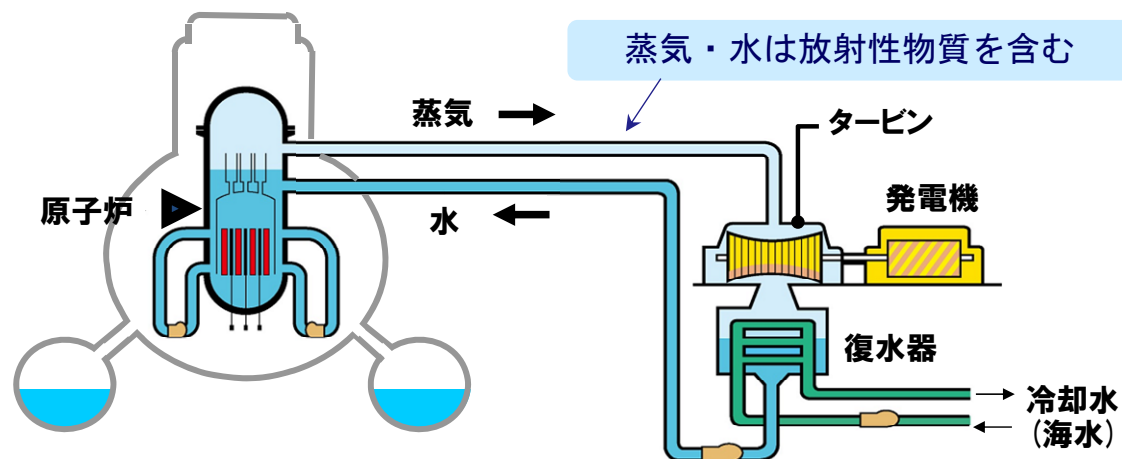 蒸気・水は放射性物質を含む
蒸気
タービン
原子炉
水
発電機
復水器
冷却水
(海水)